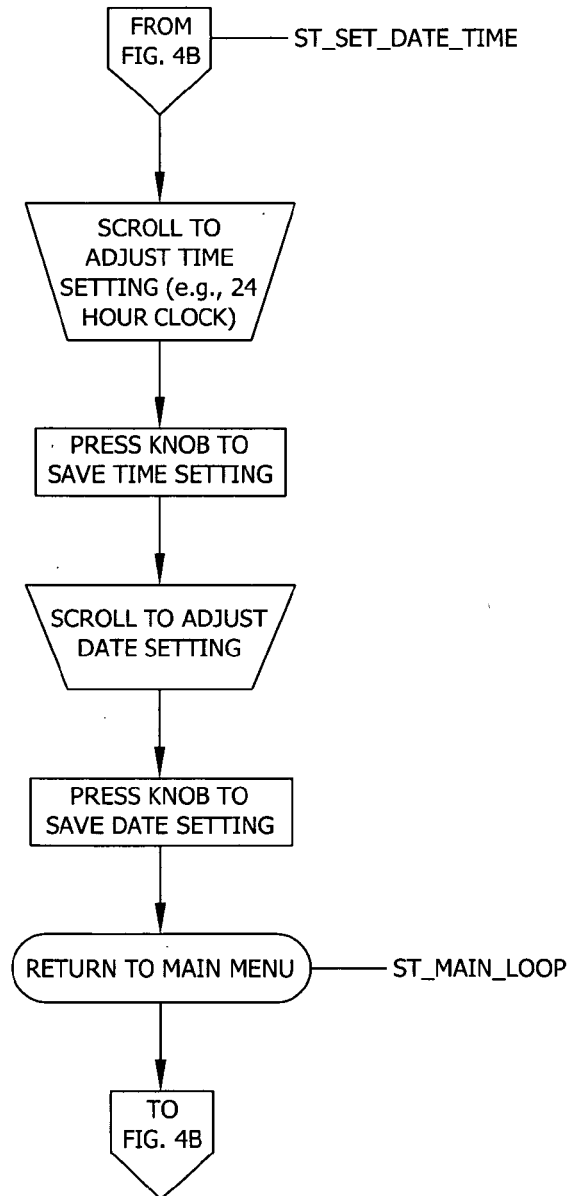 FROM
FIG. 4B
ST_SET_DATE_TIME
SCROLL TO
ADJUST TIME
SETTING (e.g., 24
HOUR CLOCK)
PRESS KNOB TO
SAVE TIME SETTING
SCROLL TO ADJUST
DATE SETTING
PRESS KNOB TO
SAVE DATE SETTING
RETURN TO MAIN MENU
ST_MAIN_LOOP
TO
FIG. 4B